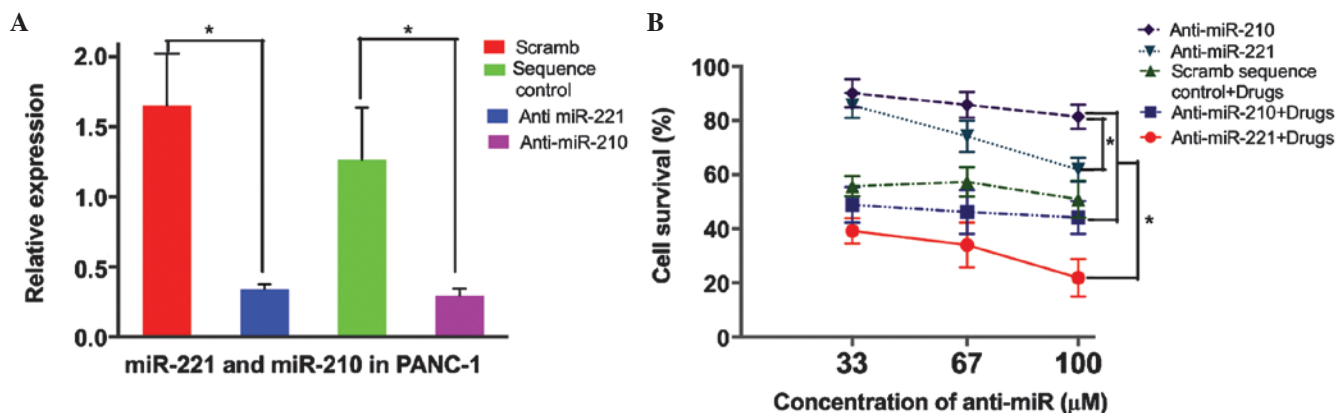 A
*
*
2.0
1.5
1.0
0.5
0.0
Relative expression
miR-221 and miR-210 in PANC-1
Scramb
Sequence
control
Anti miR-221
Anti-miR-210
B
Anti-miR-210
Anti-miR-221
Scramb sequence
control+Drugs
Anti-miR-210+Drugs
Anti-miR-221+Drugs
100
80
60
40
20
0
Cell survival (%)
*
*
33 67 100
Concentration of anti-miR (μM)